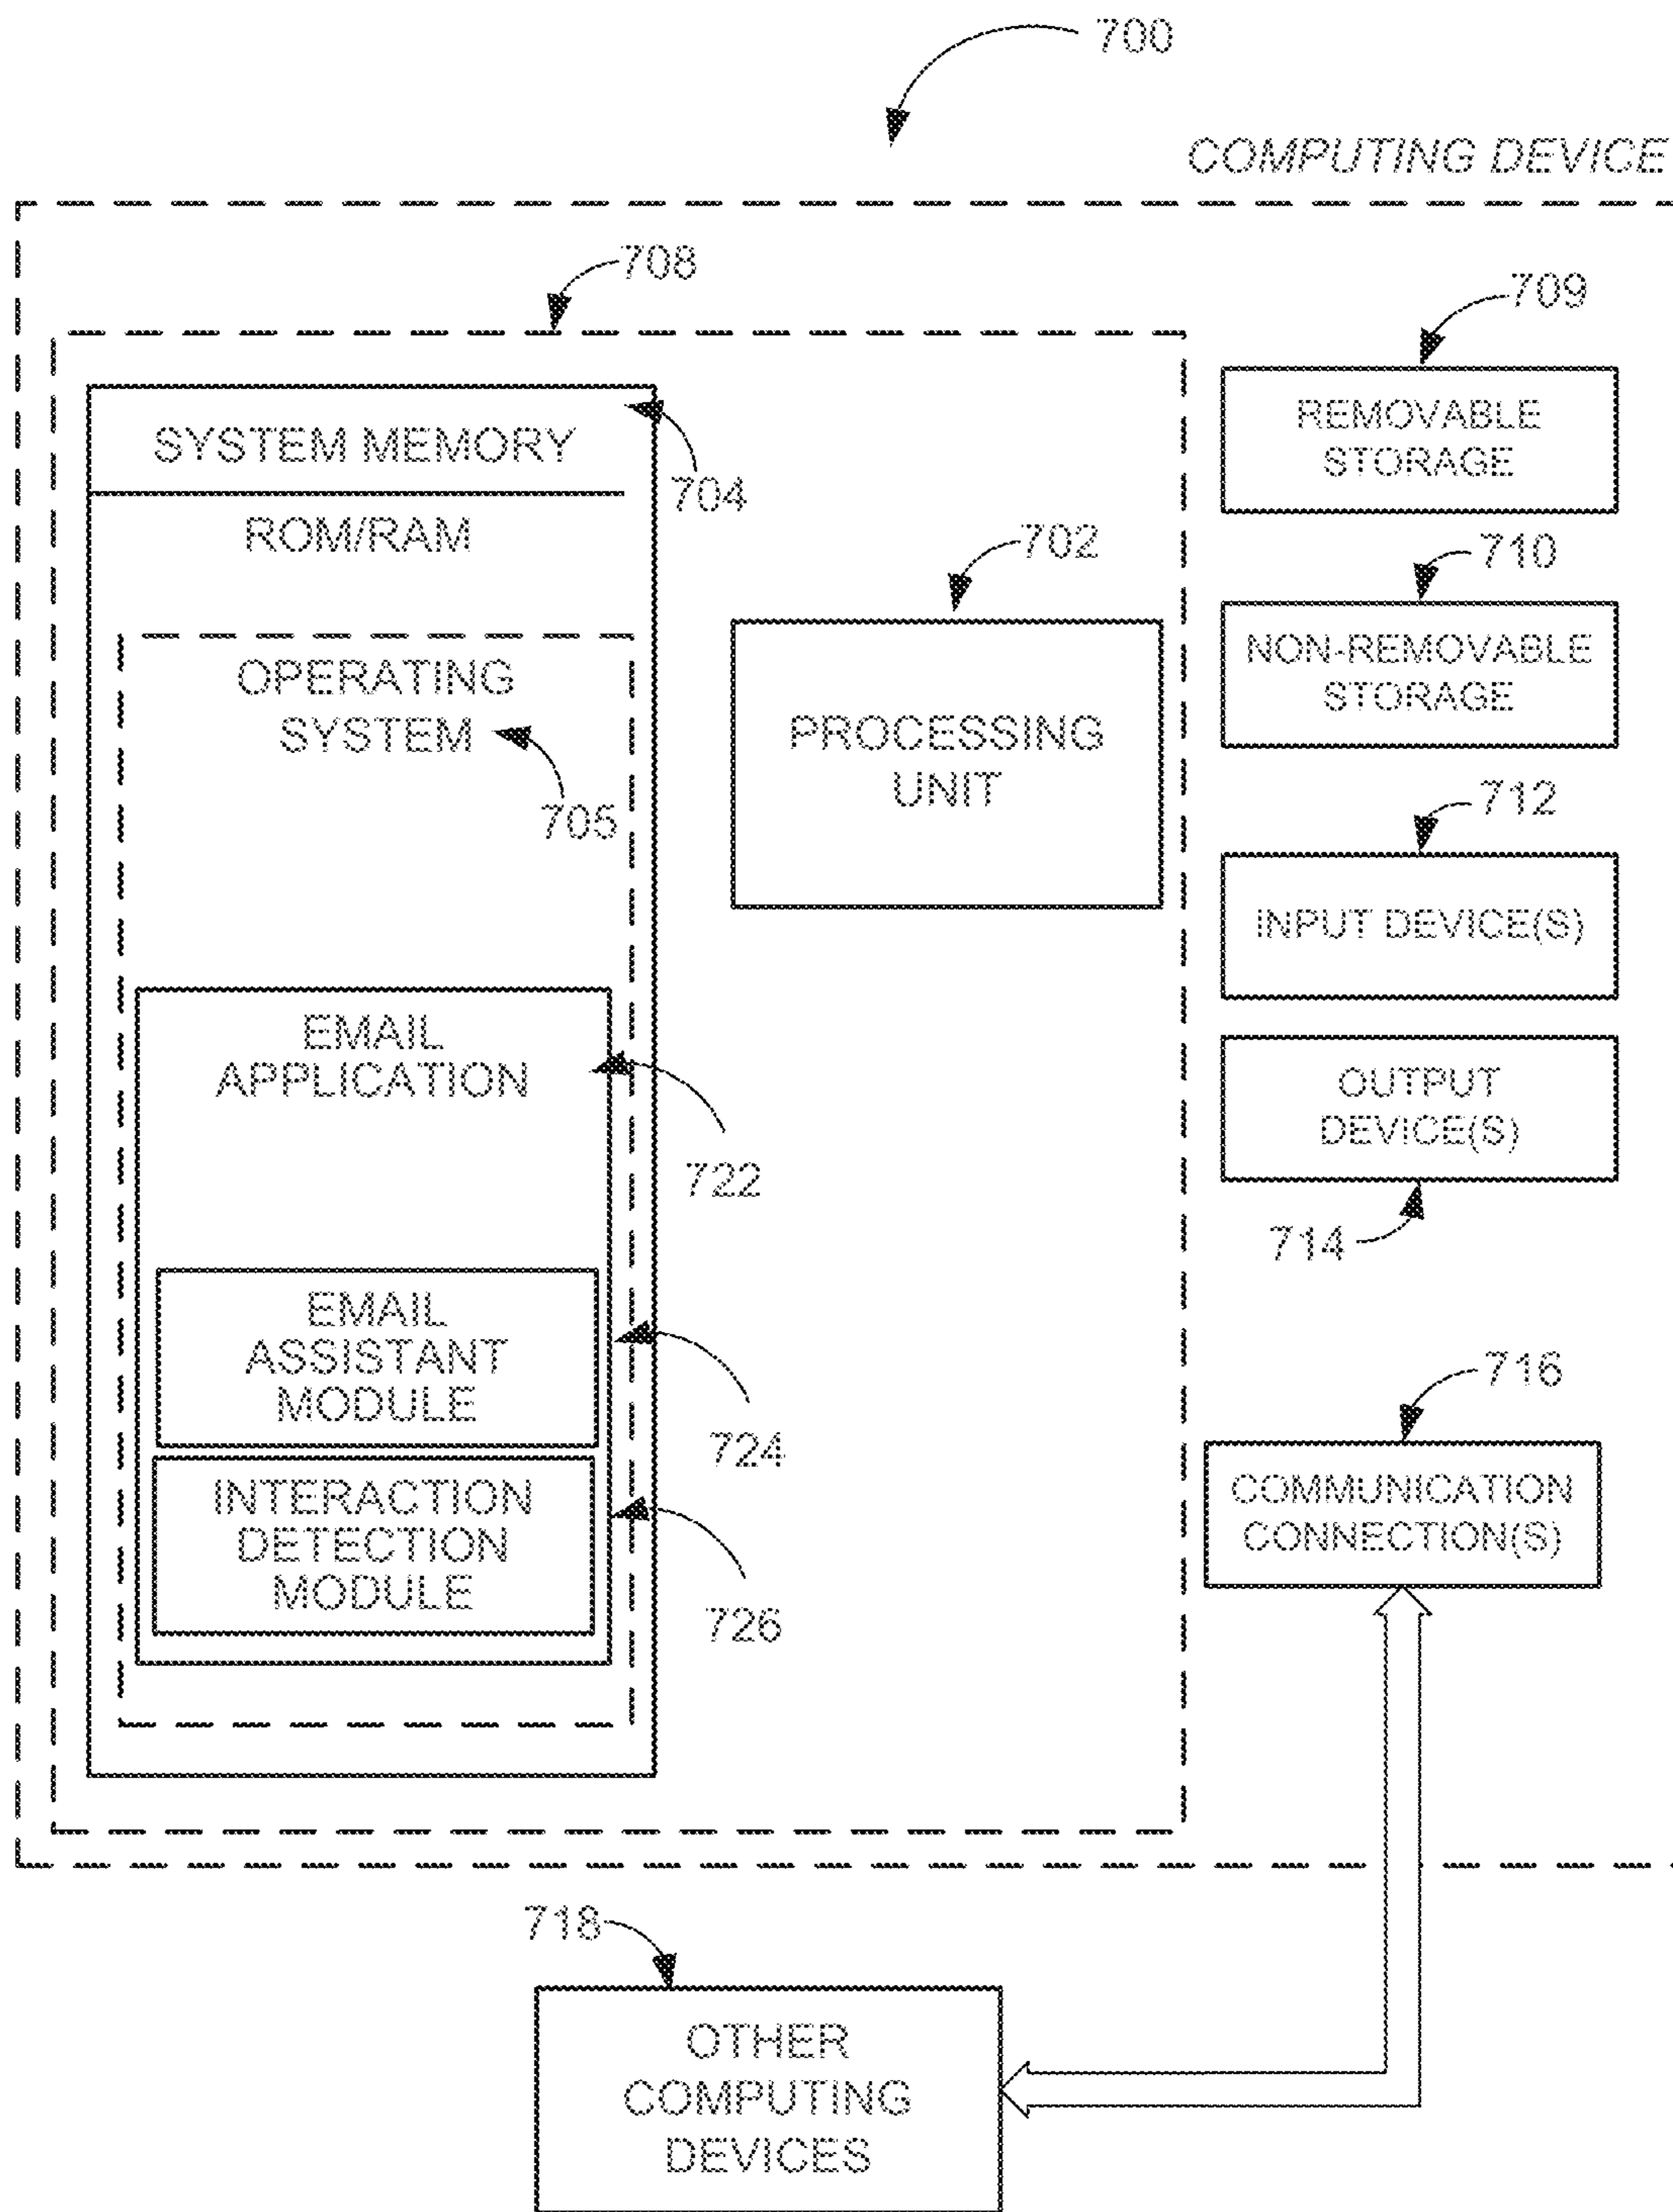 700
COMPUTING DEVICE
708
709
SYSTEM MEMORY
704
ROM/RAM
REMOVABLE
STORAGE
702
710
OPERATING
SYSTEM
705
PROCESSING
UNIT
NON-REMOVABLE
STORAGE
712
INPUT DEVICE(S)
EMAIL
APPLICATION
722
OUTPUT
DEVICE(S)
714
EMAIL
ASSISTANT
MODULE
724
716
INTERACTION
DETECTION
MODULE
726
COMMUNICATION
CONNECTION(S)
718
OTHER
COMPUTING
DEVICES